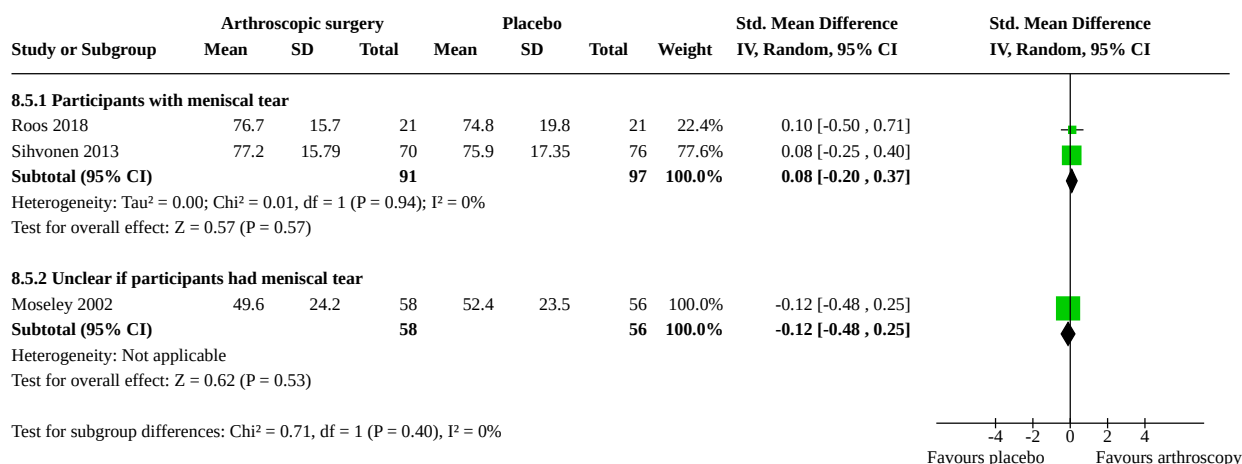 Arthroscopic surgery Placebo Std. Mean Difference Std. Mean Difference
Study or Subgroup Mean SD Total Mean SD Total Weight IV, Random, 95% CI IV, Random, 95% CI
8.5.1 Participants with meniscal tear
Roos 2018 76.7 15.7 21 74.8 19.8 21 22.4% 0.10 [-0.50 , 0.71]
Sihvonen 2013 77.2 15.79 70 75.9 17.35 76 77.6% 0.08 [-0.25 , 0.40]
Subtotal (95% CI) 91 97 100.0% 0.08 [-0.20 , 0.37]
Heterogeneity: Tau² = 0.00; Chi² = 0.01, df = 1 (P = 0.94); I² = 0%
Test for overall effect: Z = 0.57 (P = 0.57)
8.5.2 Unclear if participants had meniscal tear
Moseley 2002 49.6 24.2 58 52.4 23.5 56 100.0% -0.12 [-0.48 , 0.25]
Subtotal (95% CI) 58 56 100.0% -0.12 [-0.48 , 0.25]
Heterogeneity: Not applicable
Test for overall effect: Z = 0.62 (P = 0.53)
Test for subgroup differences: Chi² = 0.71, df = 1 (P = 0.40), I² = 0%
-4 -2 0 2 4
Favours placebo Favours arthroscopy